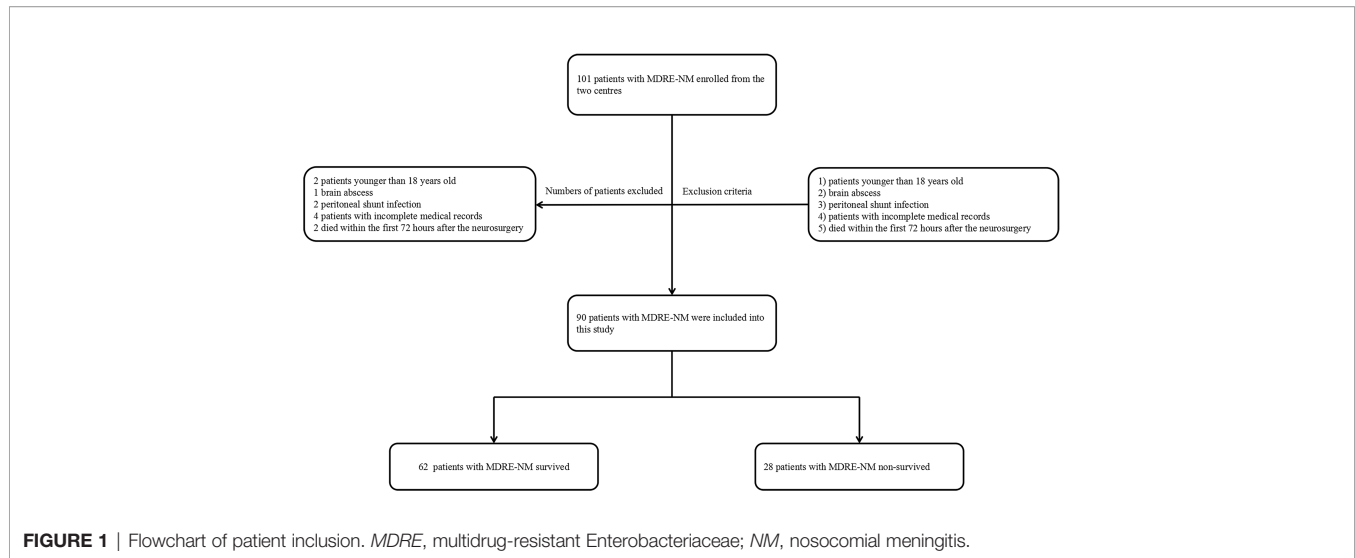 101 patients with MDRE-NM enrolled from the
two centres
2 patients younger than 18 years old
1 brain abscess
2 peritoneal shunt infection
4 patients with incomplete medical records
2 died within the first 72 hours after the neurosurgery
Numbers of patients excluded
Exclusion criteria
1) patients younger than 18 years old
2) brain abscess
3) peritoneal shunt infection
4) patients with incomplete medical records
5) died within the first 72 hours after the neurosurgery
90 patients with MDRE-NM were included into
this study
62 patients with MDRE-NM survived
28 patients with MDRE-NM non-survived
FIGURE 1 | Flowchart of patient inclusion. MDRE, multidrug-resistant Enterobacteriaceae; NM, nosocomial meningitis.